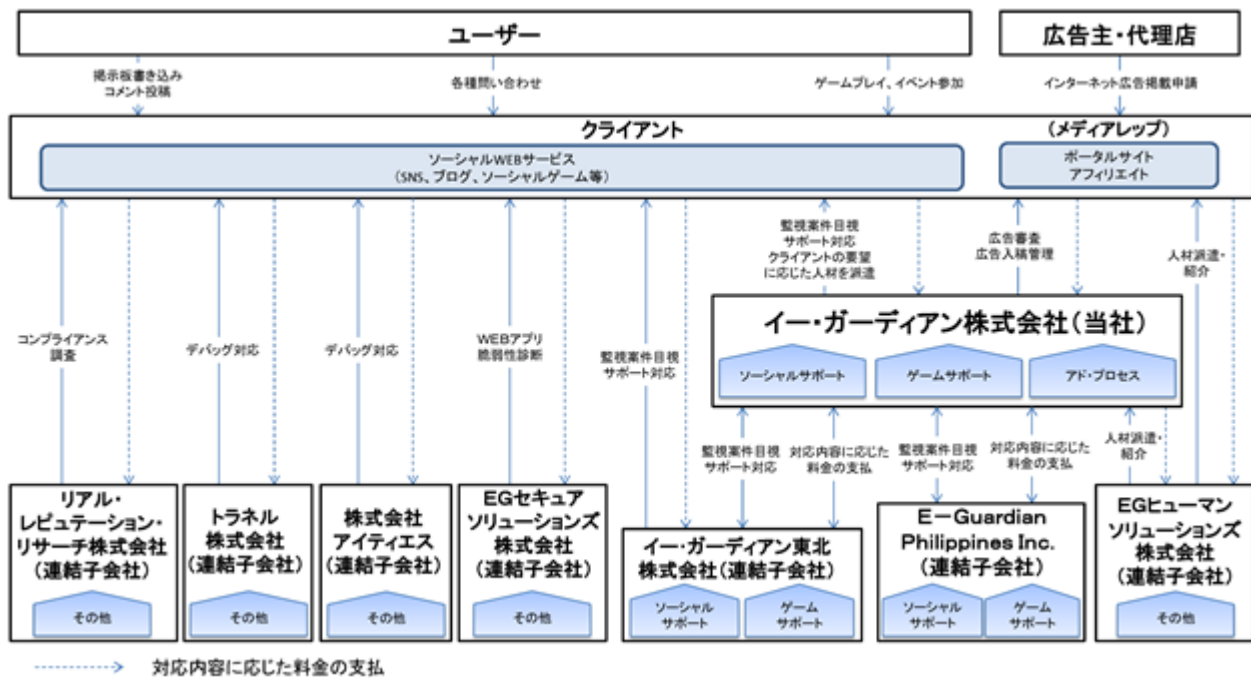 ユーザー
広告主・代理店
掲示板書き込み
コメント投稿
各種問い合わせ
ゲームプレイ、イベント参加
インターネット広告掲載申請
クライアント
(メディアレップ)
ソーシャルWEBサービス
(SNS、ブログ、ソーシャルゲーム等)
ポータルサイト
アフィリエイト
コンプライアンス
調査
デバッグ対応
デバッグ対応
WEBアプリ
脆弱性診断
監視案件目視
サポート対応
監視案件目視
サポート対応
クライアントの要望
に応じた人材を派遣
広告審査
広告入稿管理
人材派遣・
紹介
イー・ガーディアン株式会社(当社)
ソーシャルサポート
ゲームサポート
アド・プロセス
監視案件目視
サポート対応
対応内容に応じた
料金の支払
監視案件目視
サポート対応
対応内容に応じた
料金の支払
人材派遣・
紹介
リアル・
レピュテーション・
リサーチ株式会社
(連結子会社)
その他
トラネル
株式会社
(連結子会社)
その他
株式会社
アイティエス
(連結子会社)
その他
EGセキュア
ソリューションズ
株式会社
(連結子会社)
その他
イー・ガーディアン東北
株式会社(連結子会社)
ソーシャル
サポート
ゲーム
サポート
E-Guardian
Philippines Inc.
(連結子会社)
ソーシャル
サポート
ゲーム
サポート
EGヒューマン
ソリューションズ
株式会社
(連結子会社)
その他
対応内容に応じた料金の支払